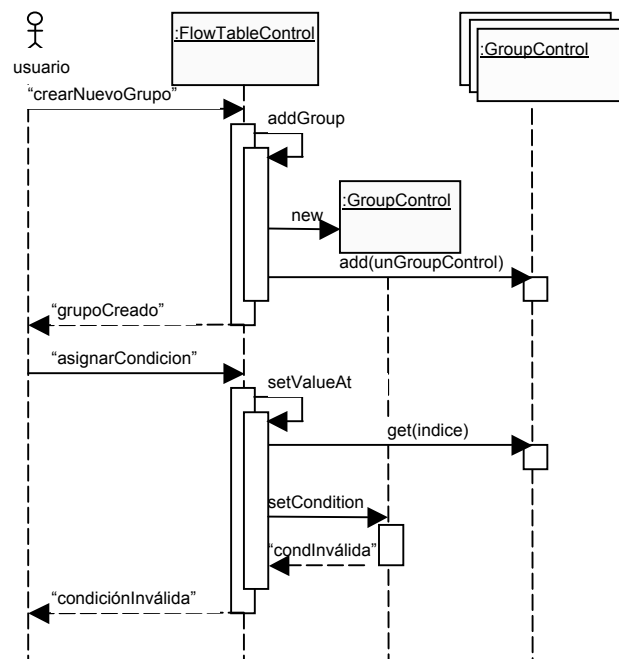 :FlowTableControl
:GroupControl
usuario
“crearNuevoGrupo”
addGroup
:GroupControl
new
add(unGroupControl)
“grupoCreado”
“asignarCondicion”
setValueAt
get(indice)
setCondition
“condInválida”
“condiciónInválida”